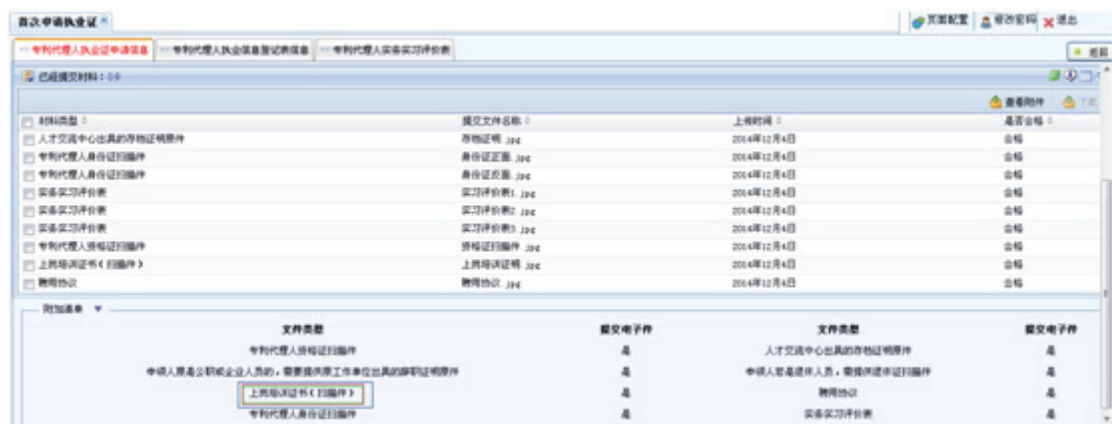 首次申请执业证 页面配置 修改密码 退出
专利代理人执业证申请信息 专利代理人执业信息登记表信息 专利代理人实务实习评价表 返回
已经提交材料：0 9
查看附件 下载
材料类型 提交文件名称 上传时间 是否合格
人才交流中心出具的存档证明原件 存档证明.jpg 2014年12月4日 合格
专利代理人身份证扫描件 身份证正面.jpg 2014年12月4日 合格
专利代理人身份证扫描件 身份证反面.jpg 2014年12月4日 合格
实务实习评价表 实习评价表1.jpg 2014年12月4日 合格
实务实习评价表 实习评价表2.jpg 2014年12月4日 合格
实务实习评价表 实习评价表3.jpg 2014年12月4日 合格
专利代理人资格证扫描件 资格证扫描件.jpg 2014年12月4日 合格
上岗培训证书（扫描件） 上岗培训证明.jpg 2014年12月4日 合格
聘用协议 聘用协议.jpg 2014年12月4日 合格
附加清单
文件类型 提交电子件 文件类型 提交电子件
专利代理人资格证扫描件 是 人才交流中心出具的存档证明原件 是
申领人原是公职或企业人员的，需要提供原工作单位出具的辞职证明原件 是 申领人若是退休人员，需提供退休证扫描件 是
上岗培训证书（扫描件） 是 聘用协议 是
专利代理人身份证扫描件 是 实务实习评价表 是